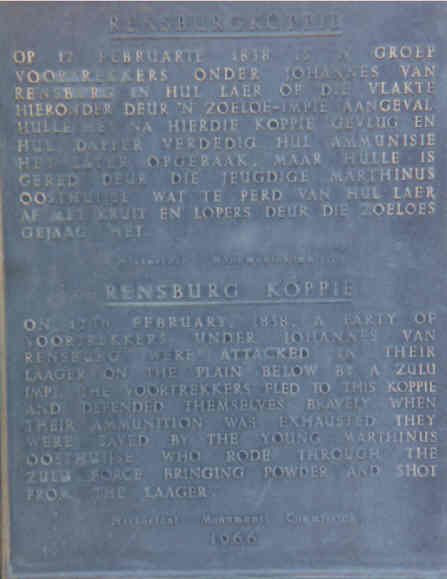 RENSBURGKOPPIE
OP 17 FEBRUARIE 1838 IS 'N GROEP
VOORTREKKERS ONDER JOHANNES VAN
RENSBURG IN HUL LAER OP DIE VLAKTE
HIERONDER DEUR 'N ZOELOE-IMPIE AANGEVAL
HULLE HET NA HIERDIE KOPPIE GEVLUG EN
HUL DAPPER VERDEDIG HUL AMMUNISIE
HET LATER OPGERAAK, MAAR HULLE IS
GERED DEUR DIE JEUGDIGE MARTHINUS
OOSTHUIJSE WAT TE PERD VAN HUL LAER
AF MET KRUIT EN LOPERS DEUR DIE ZOELOES
GEJAAG HET.
RENSBURG KOPPIE
ON 17TH FEBRUARY, 1838, A PARTY OF
VOORTREKKERS UNDER JOHANNES VAN
RENSBURG WERE ATTACKED IN THEIR
LAAGER ON THE PLAIN BELOW BY A ZULU
IMPI. THE VOORTREKKERS FLED TO THIS KOPPIE
AND DEFENDED THEMSELVES BRAVELY WHEN
THEIR AMMUNITION WAS EXHAUSTED THEY
WERE SAVED BY THE YOUNG MARTHINUS
OOSTHUIJSE WHO RODE THROUGH THE
ZULU FORCE BRINGING POWDER AND SHOT
FROM THE LAAGER.
Historical Monuments Commission
1966